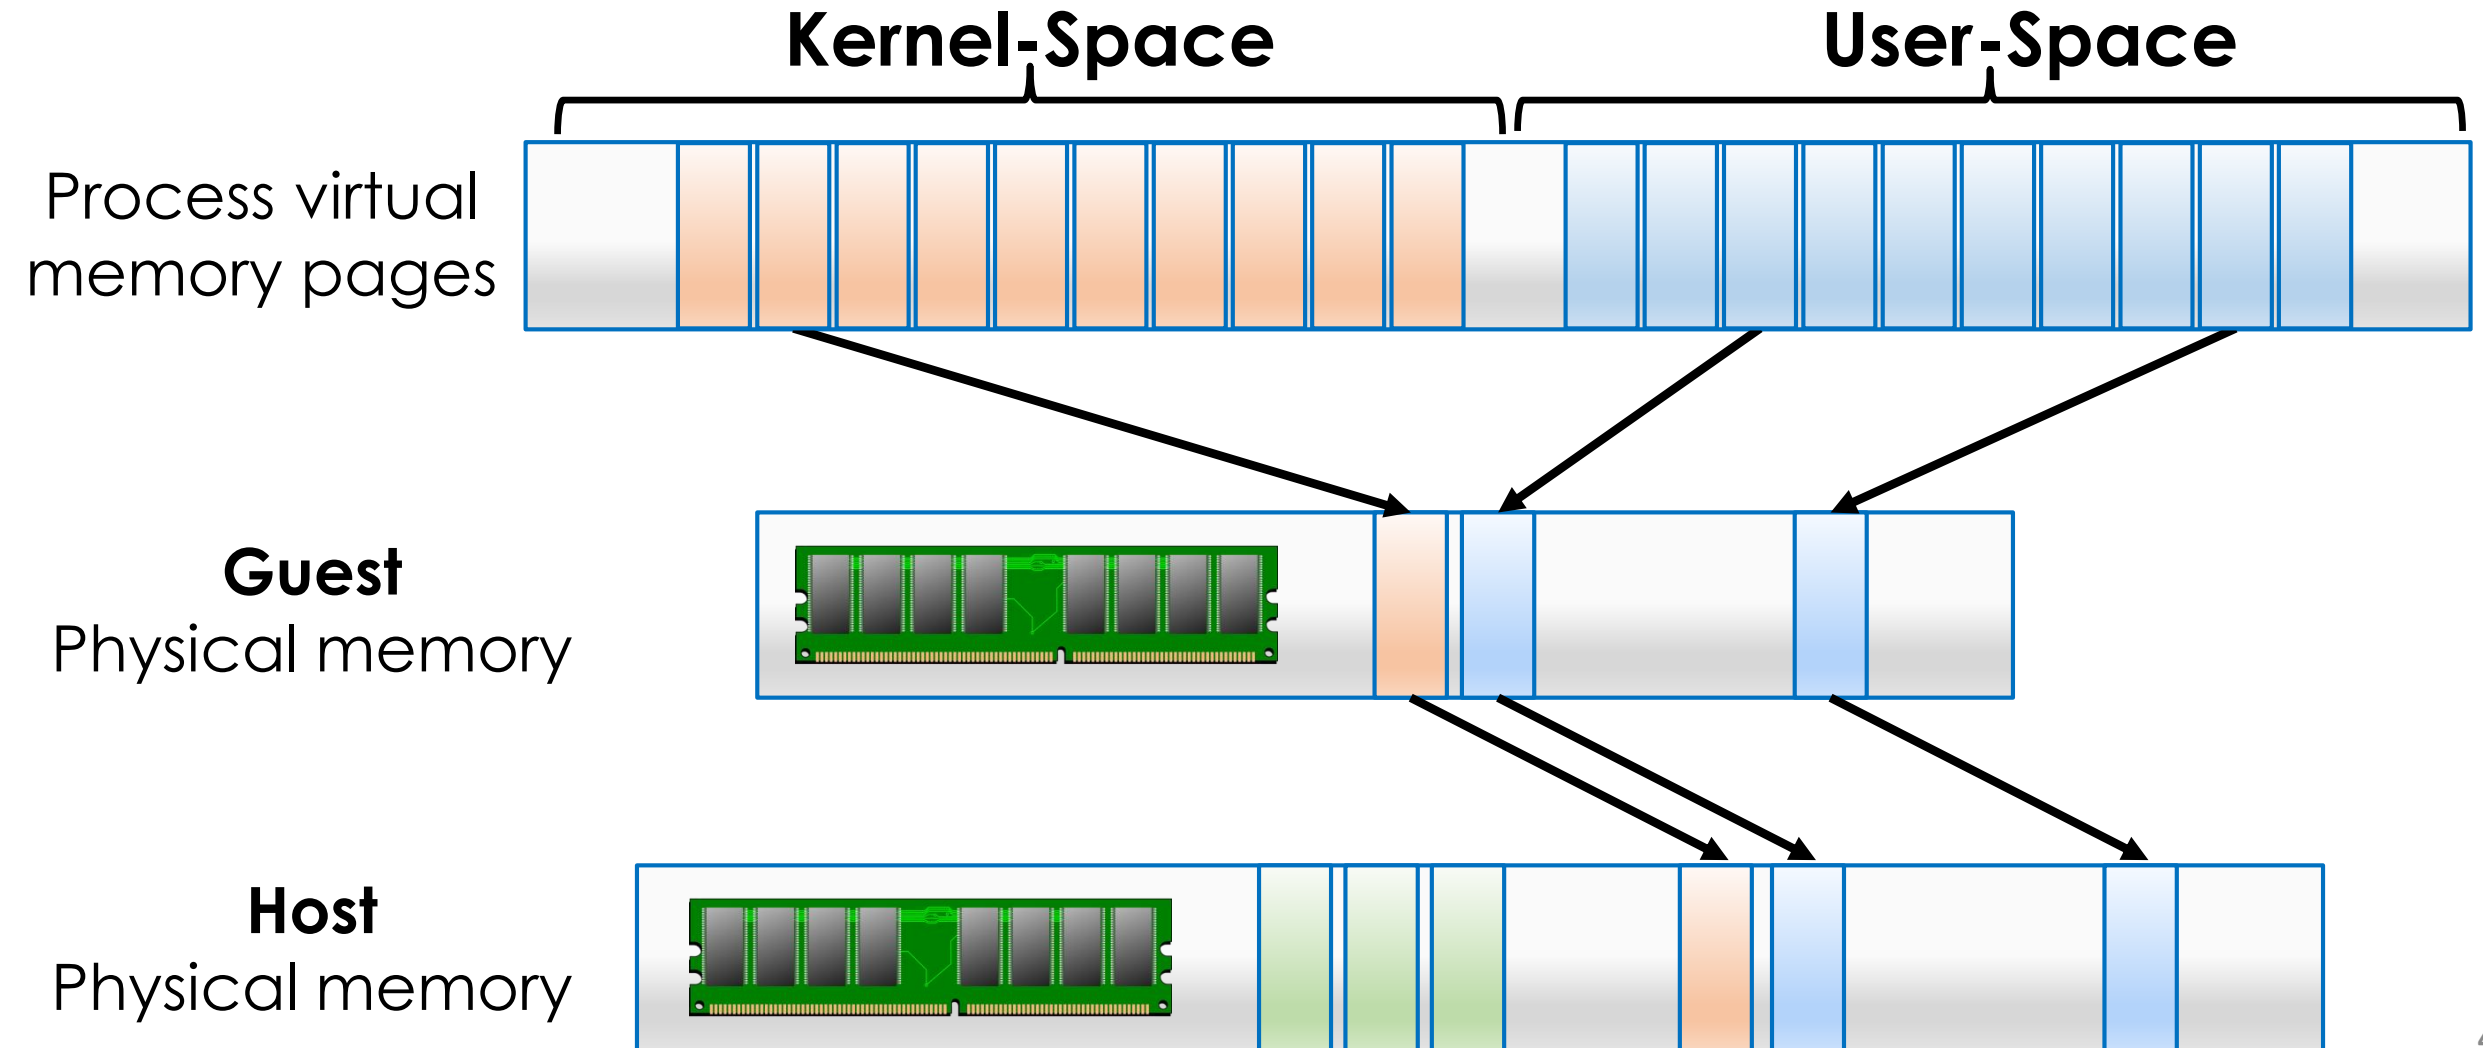 Kernel-Space
User-Space
Process virtual
memory pages
Guest
Physical memory
Host
Physical memory